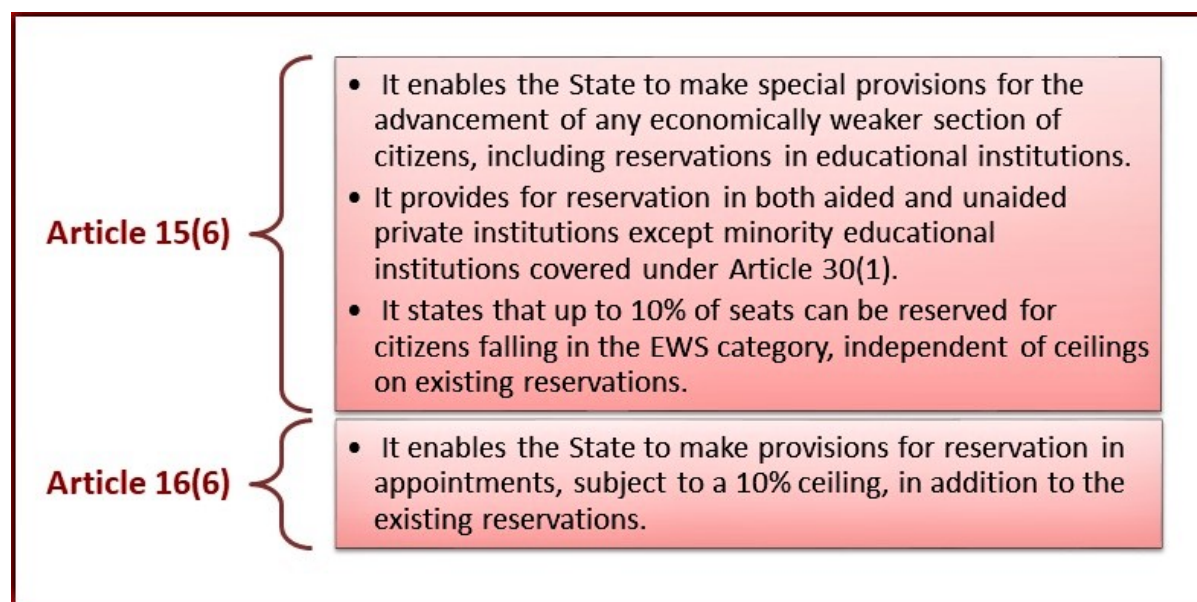 Article 15(6)
• It enables the State to make special provisions for the
advancement of any economically weaker section of
citizens, including reservations in educational institutions.
• It provides for reservation in both aided and unaided
private institutions except minority educational
institutions covered under Article 30(1).
• It states that up to 10% of seats can be reserved for
citizens falling in the EWS category, independent of ceilings
on existing reservations.
Article 16(6)
• It enables the State to make provisions for reservation in
appointments, subject to a 10% ceiling, in addition to the
existing reservations.